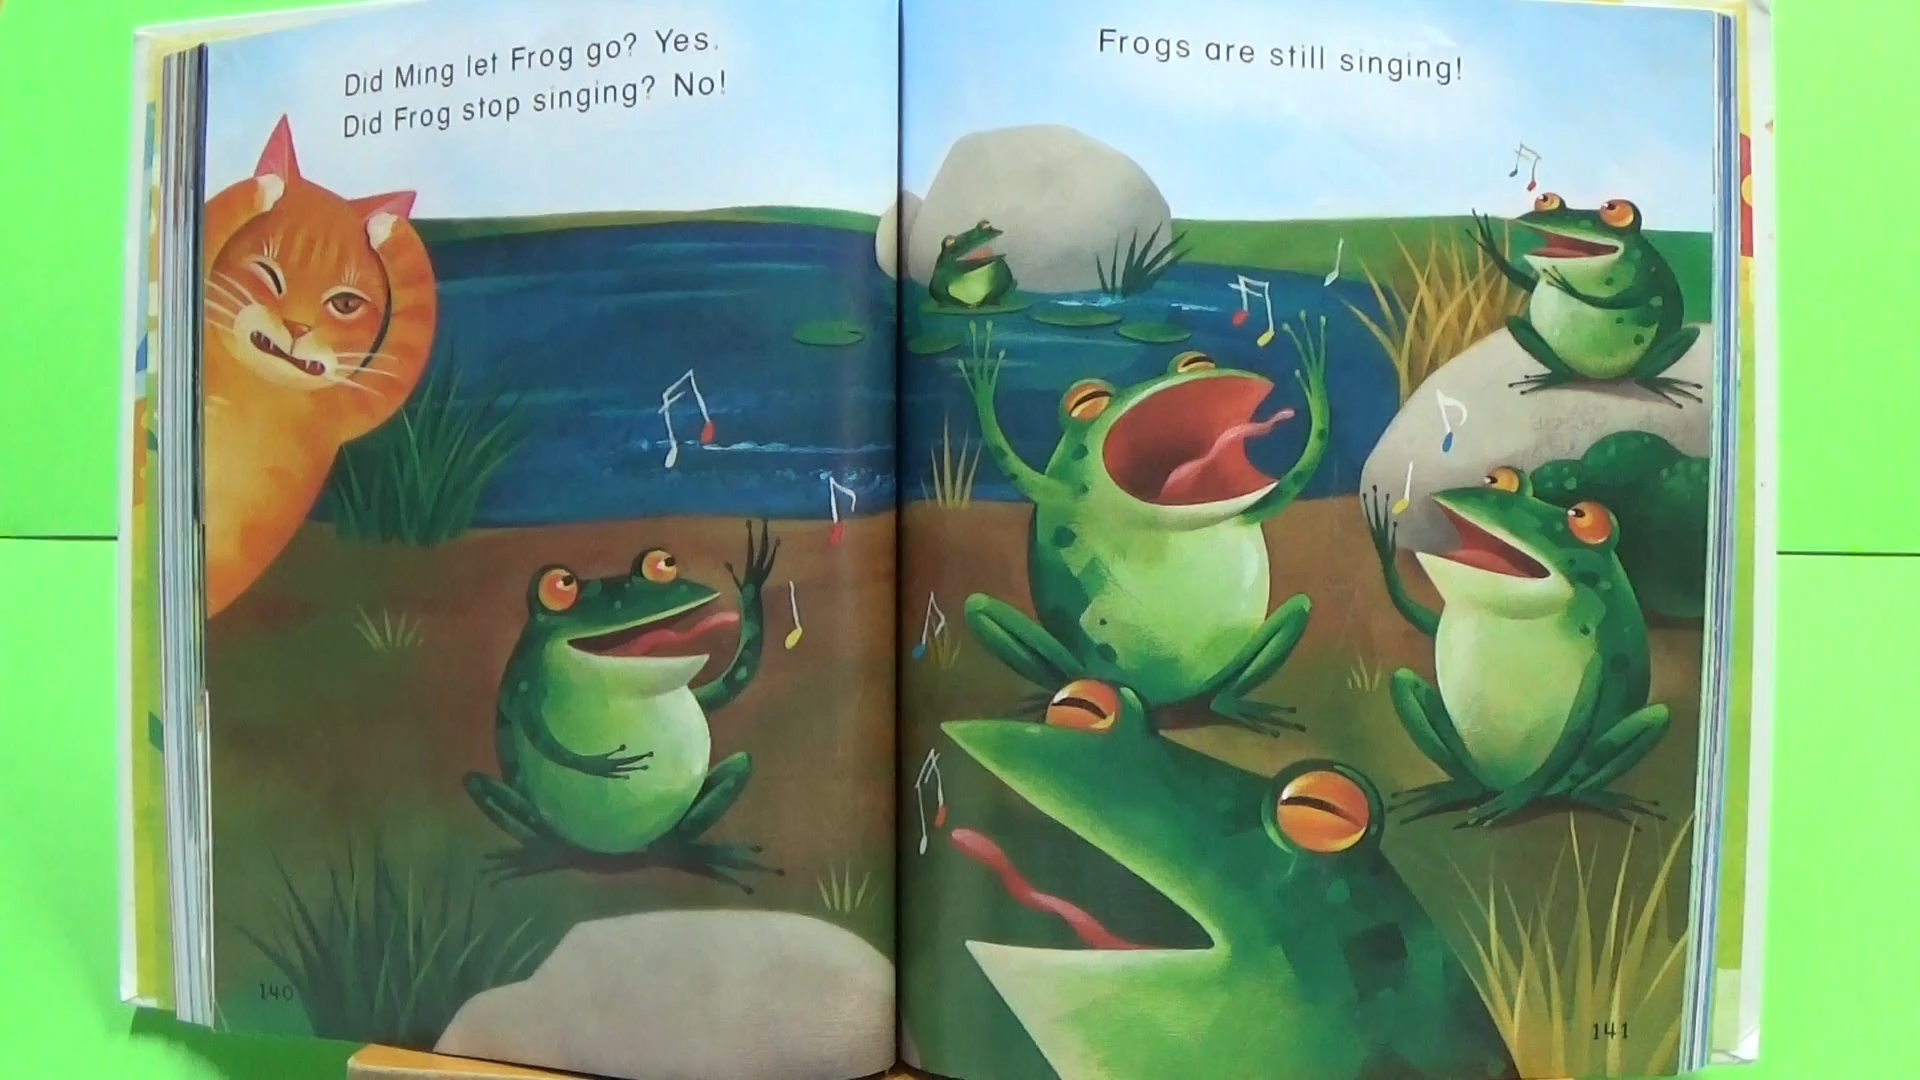 Did Ming let Frog go? Yes.
Did Frog stop singing? No!
Frogs are still singing!
140
141